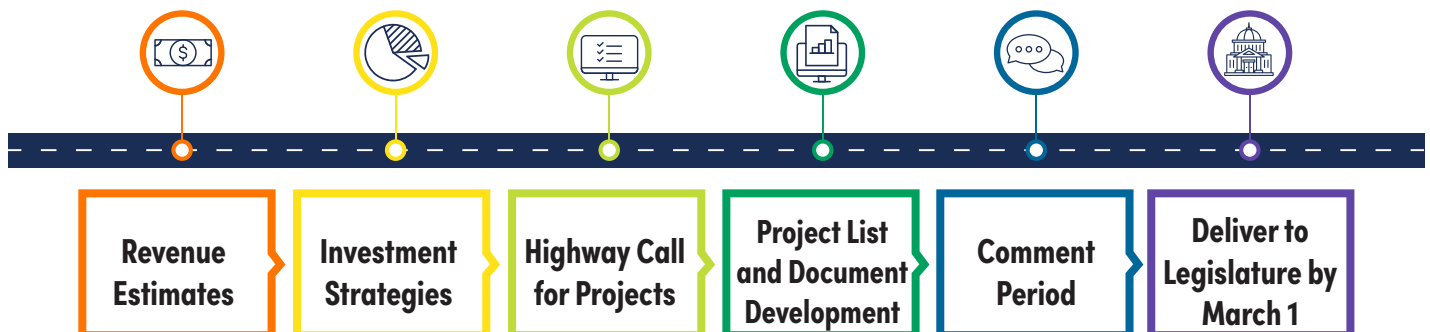 $
Revenue
Estimates
Investment
Strategies
Highway Call
for Projects
Project List
and Document
Development
Comment
Period
Deliver to
Legislature by
March 1